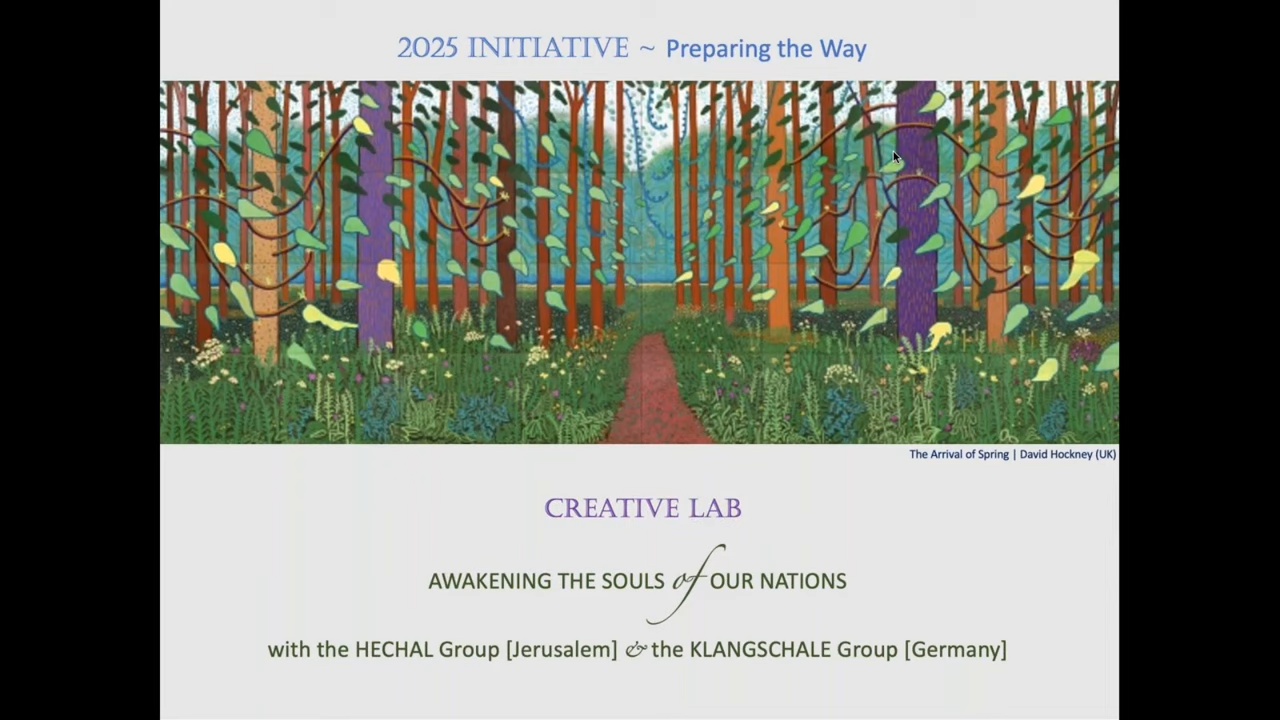 2025 INITIATIVE ~ Preparing the Way
The Arrival of Spring | David Hockney (UK)
CREATIVE LAB
AWAKENING THE SOULS of OUR NATIONS
with the HECHAL Group [Jerusalem] & the KLANGSCHALE Group [Germany]